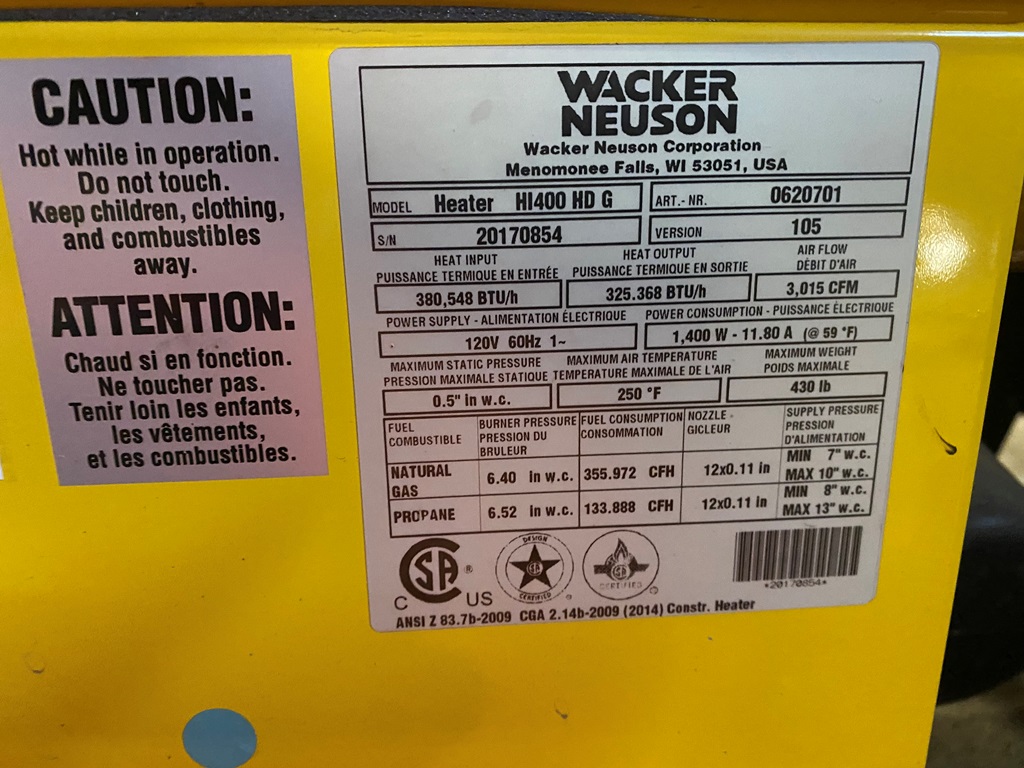 CAUTION:
Hot while in operation.
Do not touch.
Keep children, clothing,
and combustibles
away.
ATTENTION:
Chaud si en fonction.
Ne toucher pas.
Tenir loin les enfants,
les vêtements,
et les combustibles.
WACKER
NEUSON
Wacker Neuson Corporation
Menomonee Falls, WI 53051, USA
MODEL Heater HI400 HD G
ART.- NR. 0620701
S/N 20170854
VERSION 105
HEAT INPUT
PUISSANCE TERMIQUE EN ENTRÉE
380,548 BTU/h
HEAT OUTPUT
PUISSANCE TERMIQUE EN SORTIE
325.368 BTU/h
AIR FLOW
DÉBIT D'AIR
3,015 CFM
POWER SUPPLY - ALIMENTATION ÉLECTRIQUE
120V 60Hz 1~
POWER CONSUMPTION - PUISSANCE ÉLECTRIQUE
1,400 W - 11.80 A (@ 59 °F)
MAXIMUM STATIC PRESSURE
PRESSION MAXIMALE STATIQUE
0.5" in w.c.
MAXIMUM AIR TEMPERATURE
TEMPERATURE MAXIMALE DE L'AIR
250 °F
MAXIMUM WEIGHT
POIDS MAXIMALE
430 lb
FUEL
COMBUSTIBLE
BURNER PRESSURE
PRESSION DU
BRULEUR
FUEL CONSUMPTION
CONSOMMATION
NOZZLE
GICLEUR
SUPPLY PRESSURE
PRESSION
D'ALIMENTATION
NATURAL
GAS
6.40 in w.c.
355.972 CFH
12x0.11 in
MIN 7" w.c.
MAX 10" w.c.
PROPANE
6.52 in w.c.
133.888 CFH
12x0.11 in
MIN 8" w.c.
MAX 13" w.c.
CSA ®
C US
DESIGN
CSA
CERTIFIED
CERTIFIED
*20170854*
ANSI Z 83.7b-2009 CGA 2.14b-2009 (2014) Constr. Heater